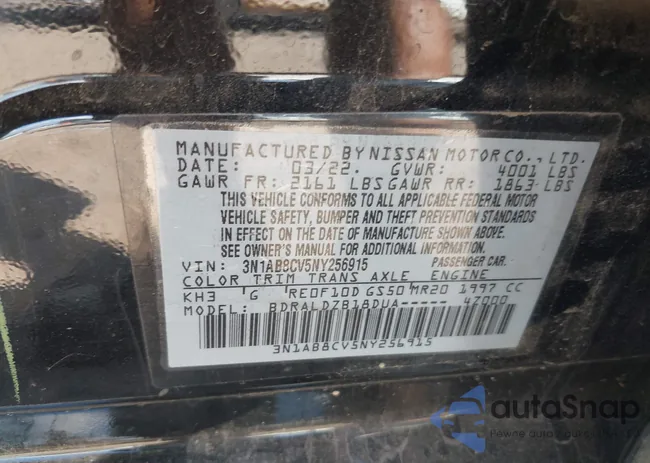 MANUFACTURED BY NISSAN MOTOR CO., LTD.
DATE: 03/22. GVWR: 4001 LBS
GAWR FR: 2161 LBS GAWR RR: 1863 LBS
THIS VEHICLE CONFORMS TO ALL APPLICABLE FEDERAL MOTOR
VEHICLE SAFETY, BUMPER AND THEFT PREVENTION STANDARDS
IN EFFECT ON THE DATE OF MANUFACTURE SHOWN ABOVE.
SEE OWNER'S MANUAL FOR ADDITIONAL INFORMATION.
VIN: 3N1AB8CV5NY256915 PASSENGER CAR.
COLOR TRIM TRANS AXLE ENGINE
KH3 G RE0F10D GS50 MR20 1997 CC
MODEL: BDRALDZB18DUA----- 47000
3N1AB8CV5NY256915
autoSnap